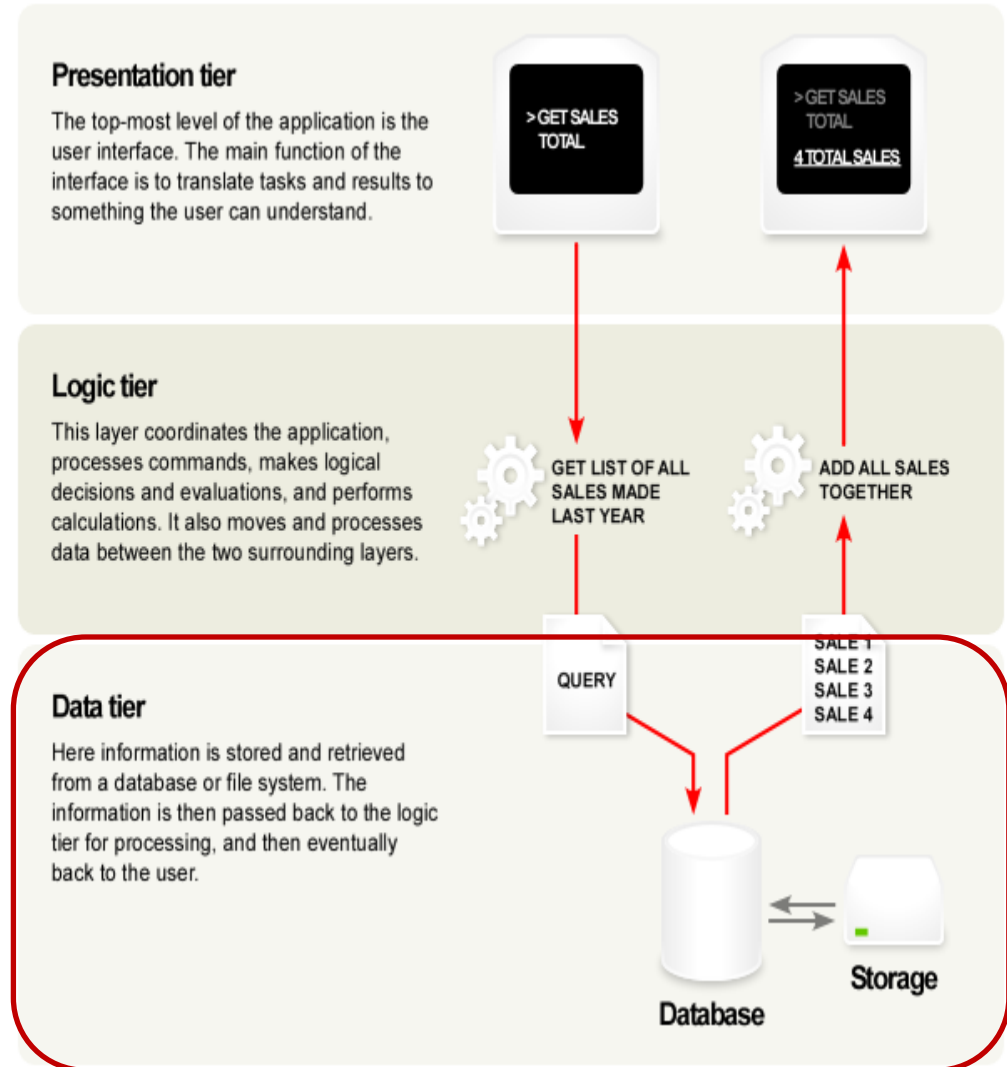 Presentation tier
The top-most level of the application is the
user interface. The main function of the
interface is to translate tasks and results to
something the user can understand.
>GET SALES
TOTAL
>GET SALES
TOTAL
4 TOTAL SALES
Logic tier
This layer coordinates the application,
processes commands, makes logical
decisions and evaluations, and performs
calculations. It also moves and processes
data between the two surrounding layers.
GET LIST OF ALL
SALES MADE
LAST YEAR
ADD ALL SALES
TOGETHER
Data tier
Here information is stored and retrieved
from a database or file system. The
information is then passed back to the logic
tier for processing, and then eventually
back to the user.
QUERY
SALE 1
SALE 2
SALE 3
SALE 4
Database
Storage